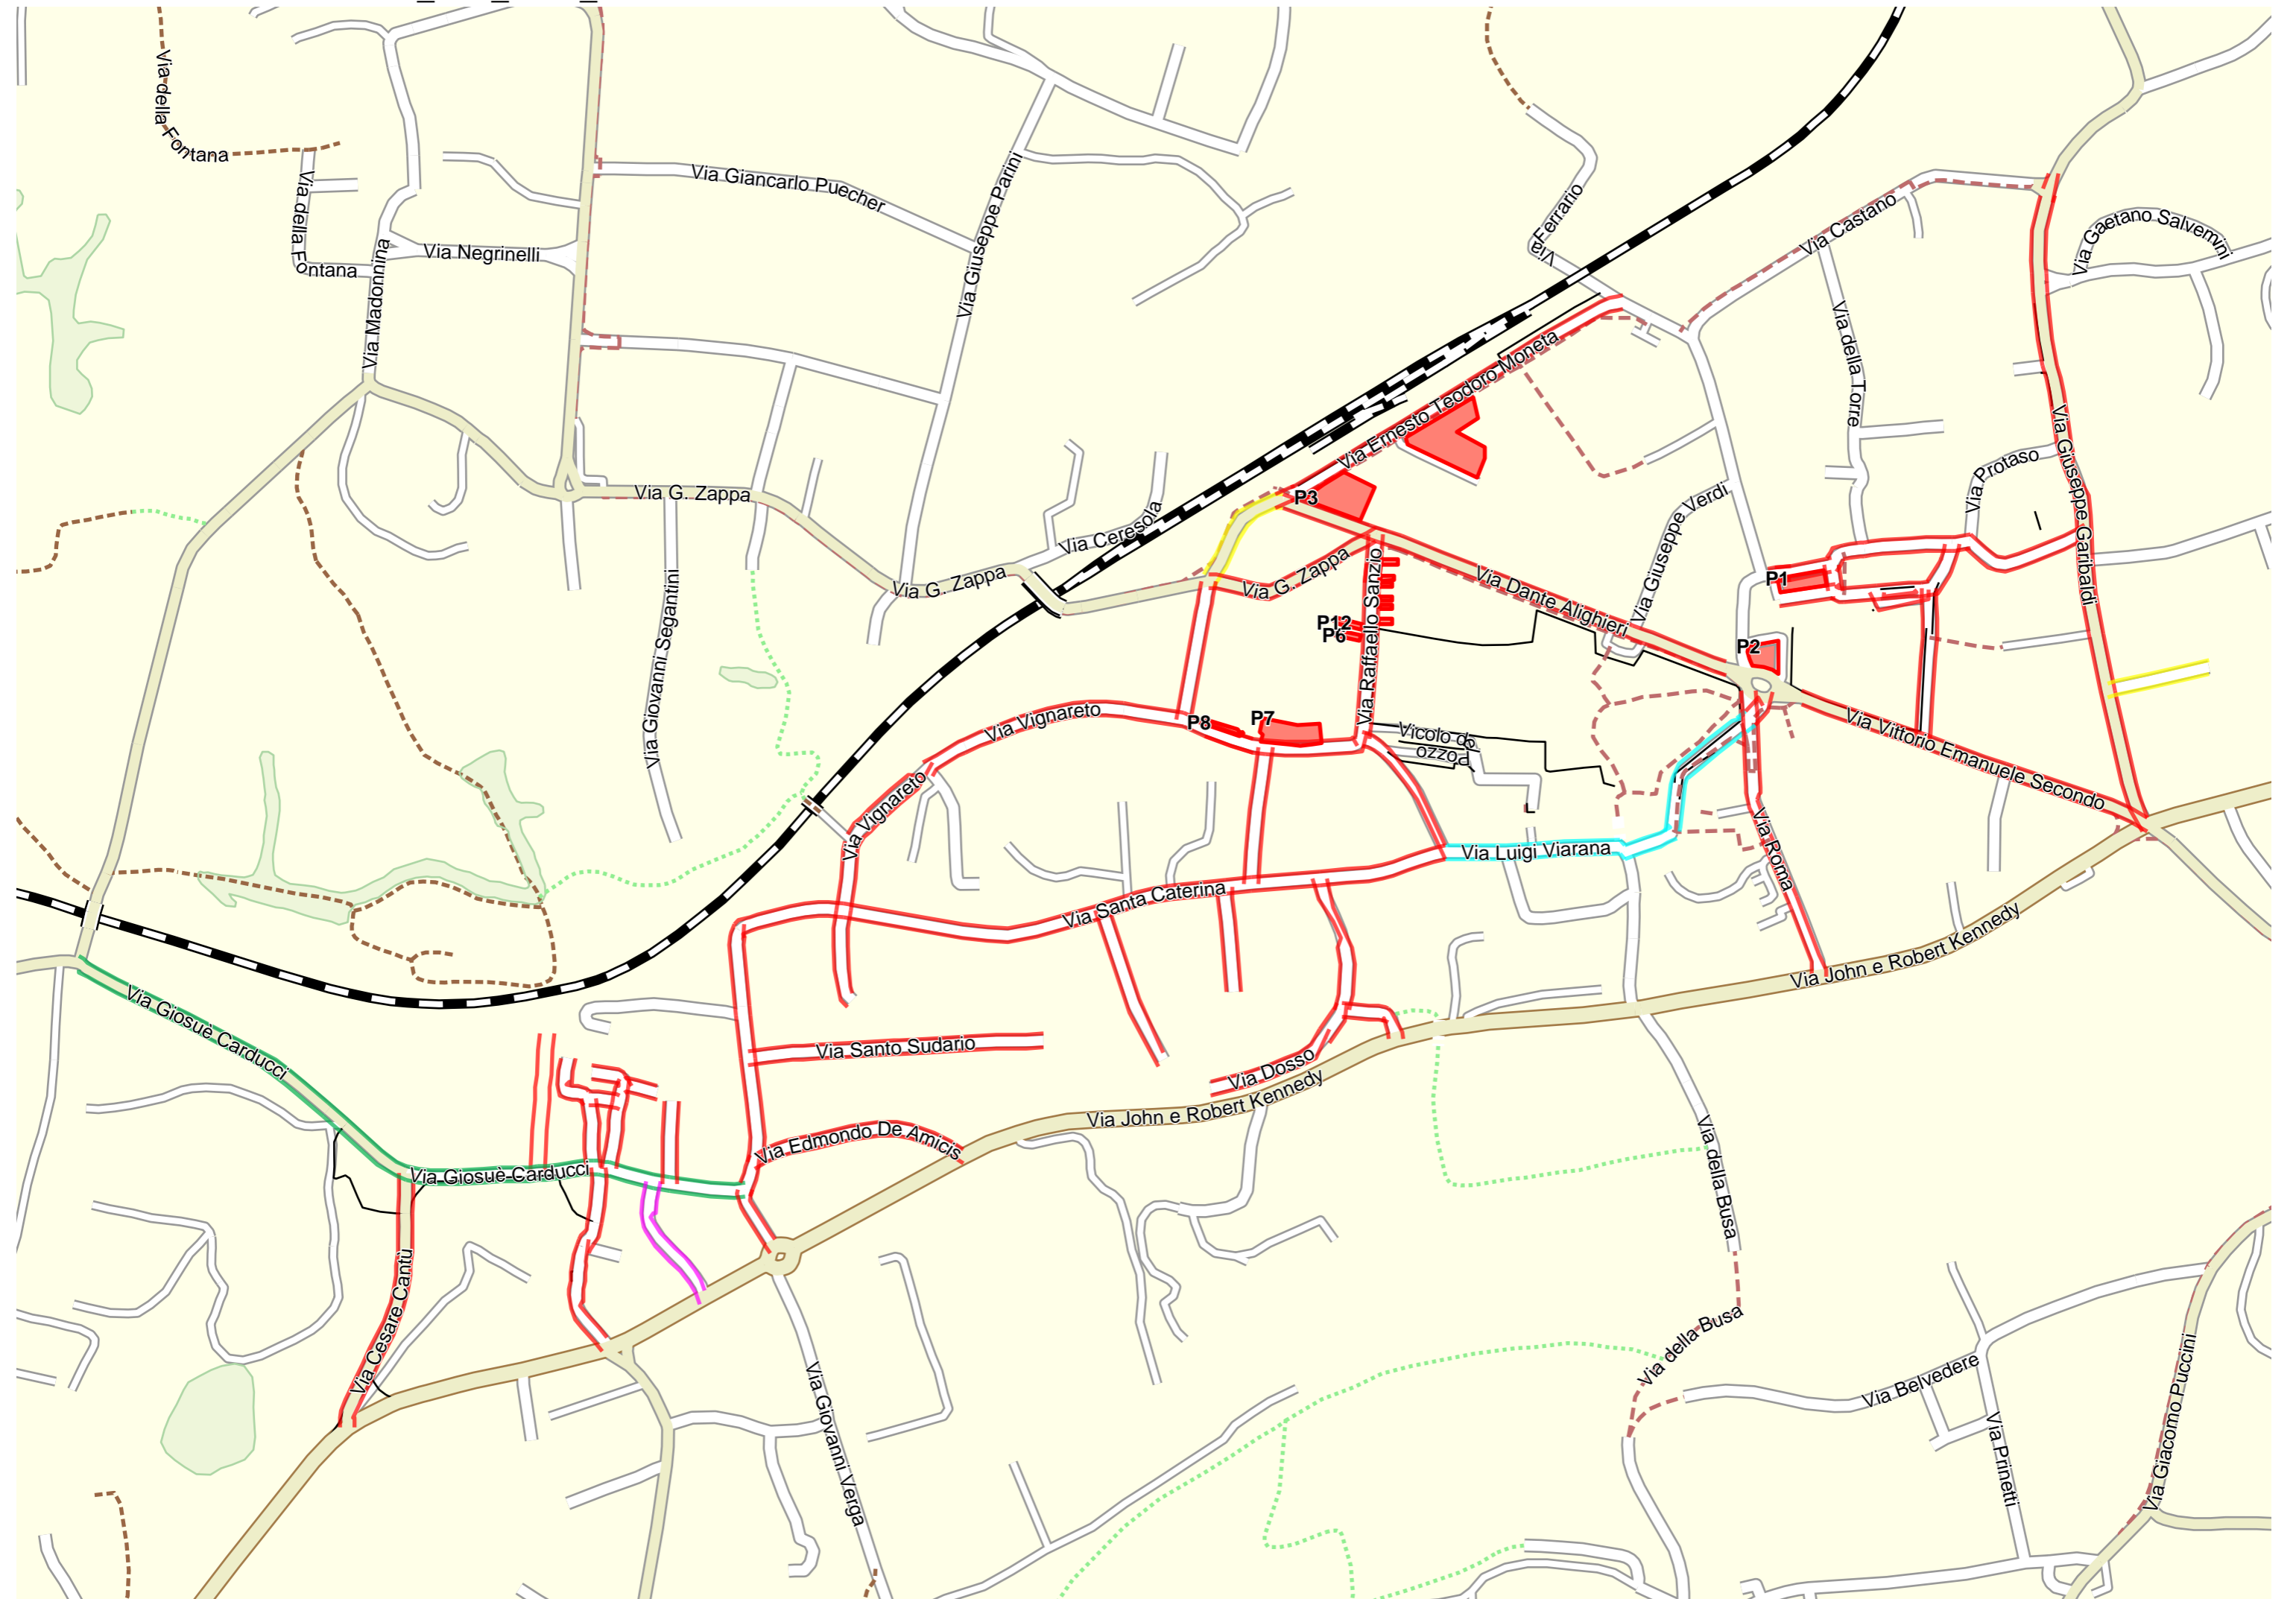 Via della
Fontana
Via della
Fontana
Via Madonnina
Via Negrinelli
Via Giancarlo Puecher
Via Giuseppe Parini
Via Ferrario
Via Castano
Via Gaetano Salvemini
Via della Torre
Via Ernesto Teodoro Moneta
Via Giuseppe Garibaldi
Via Protaso
Via G. Zappa
Via Ceresola
Via G. Zappa
P3
Via G. Zappa
Via Raffaello Sanzio
Via Dante Alighieri
Via Giuseppe Verdi
P1
P12
P6
P2
Via Giovanni Segantini
Via Vignareto
P8
P7
Vicolo do
Pozzo
Via Vittorio Emanuele Secondo
Via Vignareto
Via Luigi Viarana
Via Roma
Via Santa Caterina
Via John e Robert Kennedy
Via Giosuè Carducci
Via Santo Sudario
Via Dosso
Via John e Robert Kennedy
Via Edmondo De Amicis
Via Giosuè Carducci
Via della Busa
Via Cesare Cantù
Via della Busa
Via Giovanni Verga
Via Belvedere
Via Prinetti
Via Giacomo Puccini